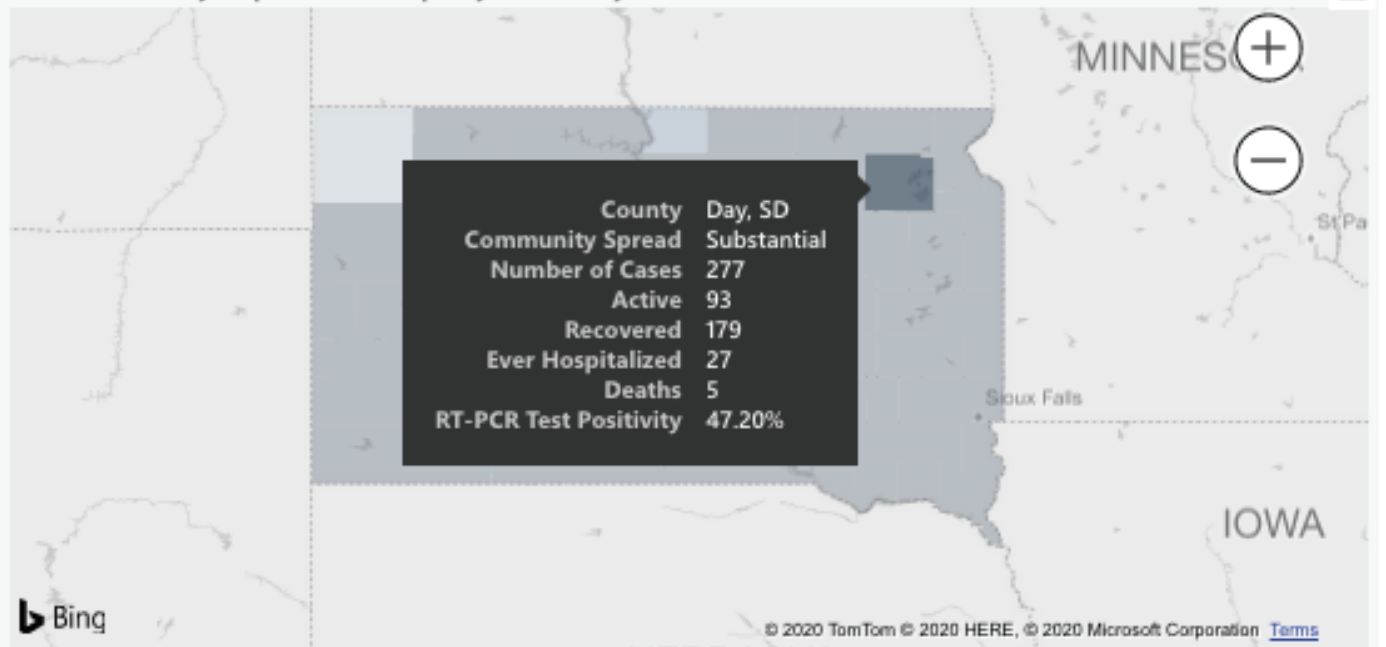 MINNES
County Day, SD
Community Spread Substantial
Number of Cases 277
Active 93
Recovered 179
Ever Hospitalized 27
Deaths 5
RT-PCR Test Positivity 47.20%
St Pa
Sioux Falls
IOWA
Bing
© 2020 TomTom © 2020 HERE, © 2020 Microsoft Corporation Terms